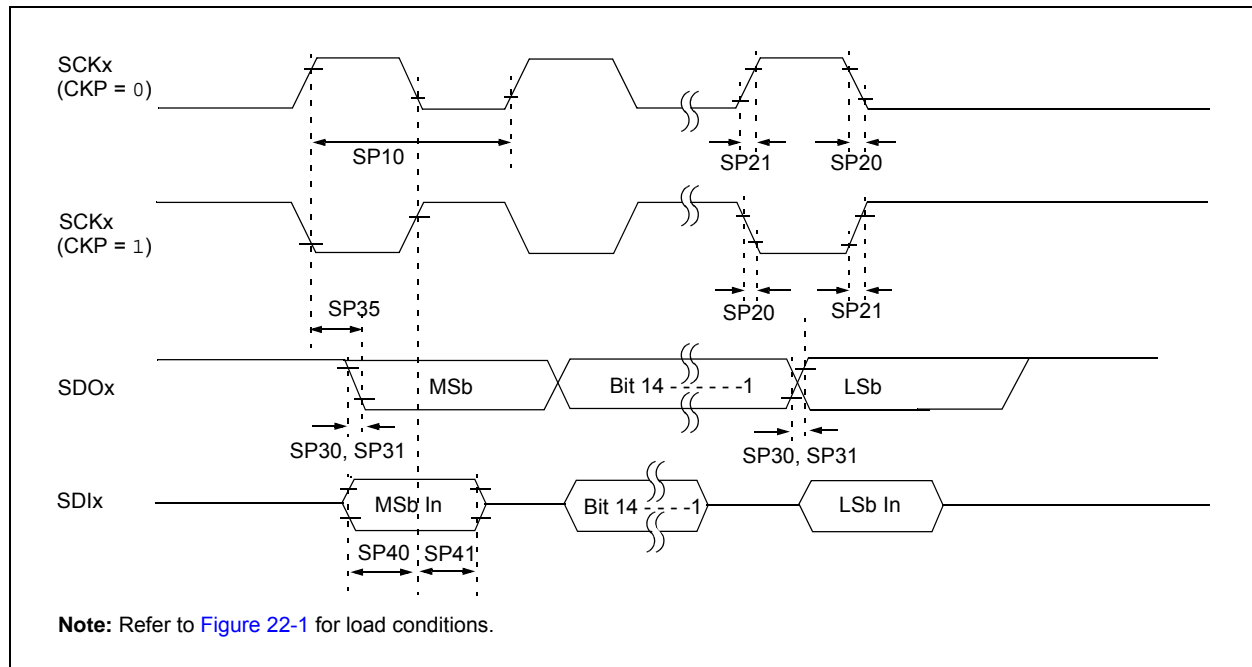 SCKx
(CKP = 0)
SP10
SP21
SP20
SCKx
(CKP = 1)
SP35
SP20
SP21
SDOx
MSb
Bit 14 - - - - - -1
LSb
SP30, SP31
SP30, SP31
SDIx
MSb In
Bit 14 - - - - -1
LSb In
SP40
SP41
Note: Refer to Figure 22-1 for load conditions.